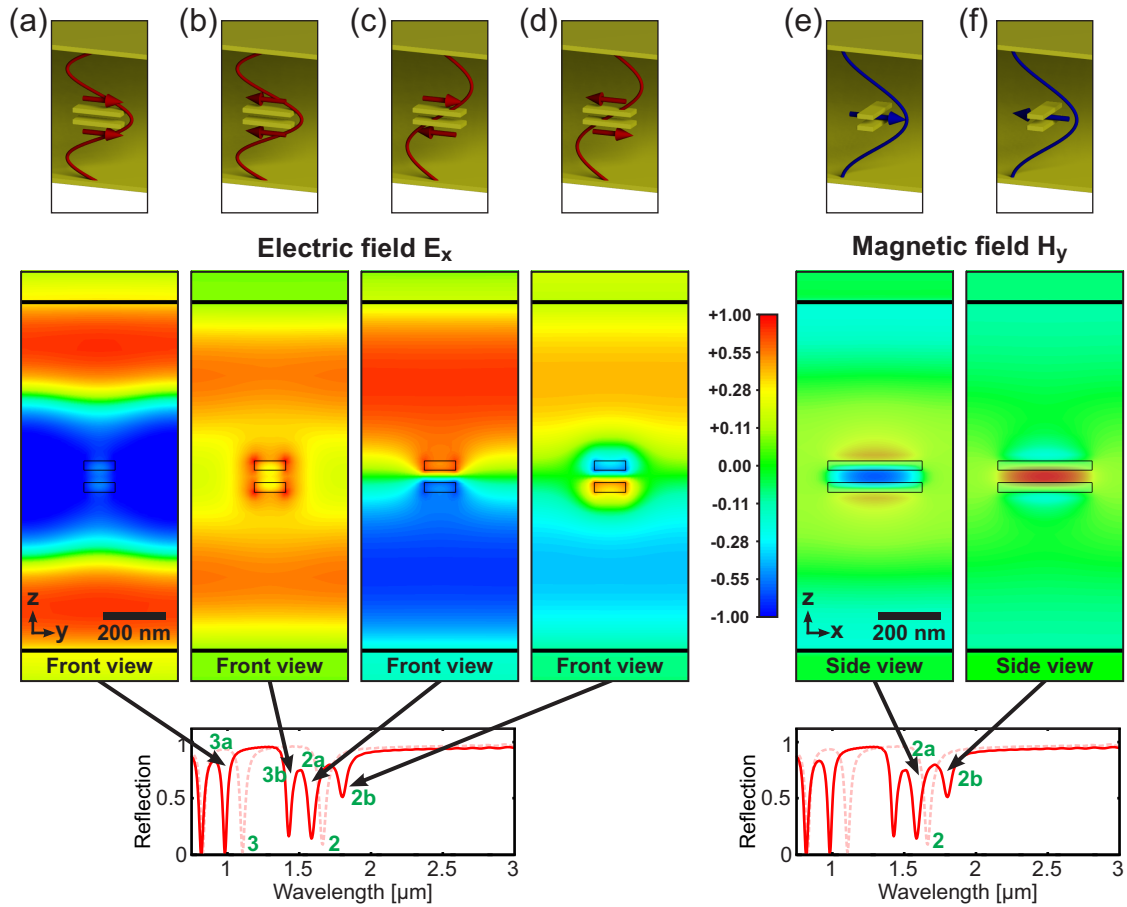 (a) (b) (c) (d) (e) (f)
Electric field Ex
Magnetic field Hy
+1.00
+0.55
+0.28
+0.11
0.00
-0.11
-0.28
-0.55
-1.00
z
y
200 nm
z
x
200 nm
Front view
Front view
Front view
Front view
Side view
Side view
Reflection
1
0.5
0
3a
3b
2a
2b
3
2
1
1.5
2
2.5
3
Wavelength [µm]
Reflection
1
0.5
0
2a
2b
2
1
1.5
2
2.5
3
Wavelength [µm]